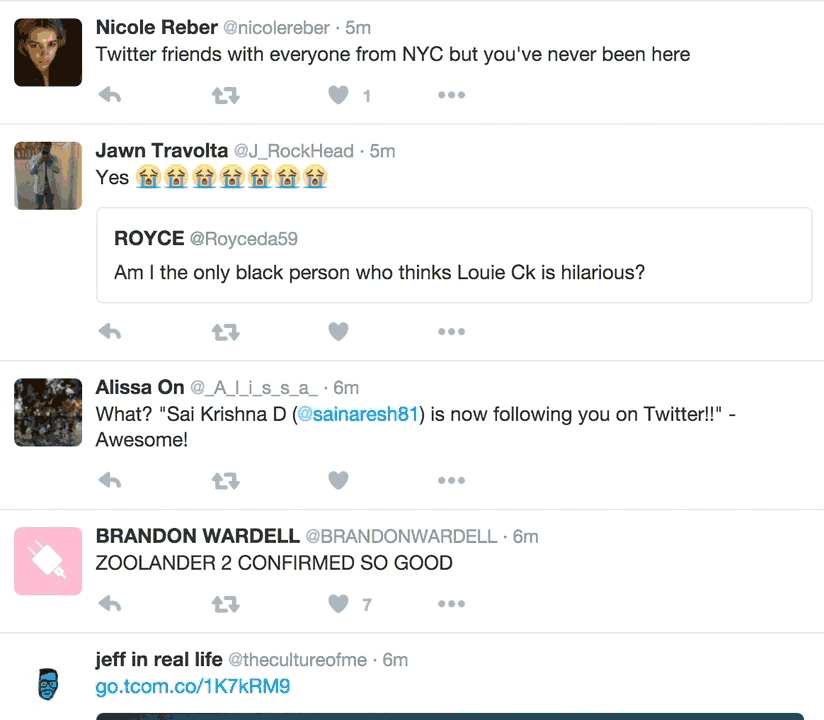 Nicole Reber @nicolereber · 5m
Twitter friends with everyone from NYC but you've never been here
1
Jawn Travolta @J_RockHead · 5m
Yes 😭😭😭😭😭😭😭
ROYCE @Royceda59
Am I the only black person who thinks Louie Ck is hilarious?
Alissa On @_A_l_i_s_s_a_ · 6m
What? "Sai Krishna D (@sainaresh81) is now following you on Twitter!!" -
Awesome!
BRANDON WARDELL @BRANDONWARDELL · 6m
ZOOLANDER 2 CONFIRMED SO GOOD
7
jeff in real life @thecultureofme · 6m
go.tcom.co/1K7kRM9